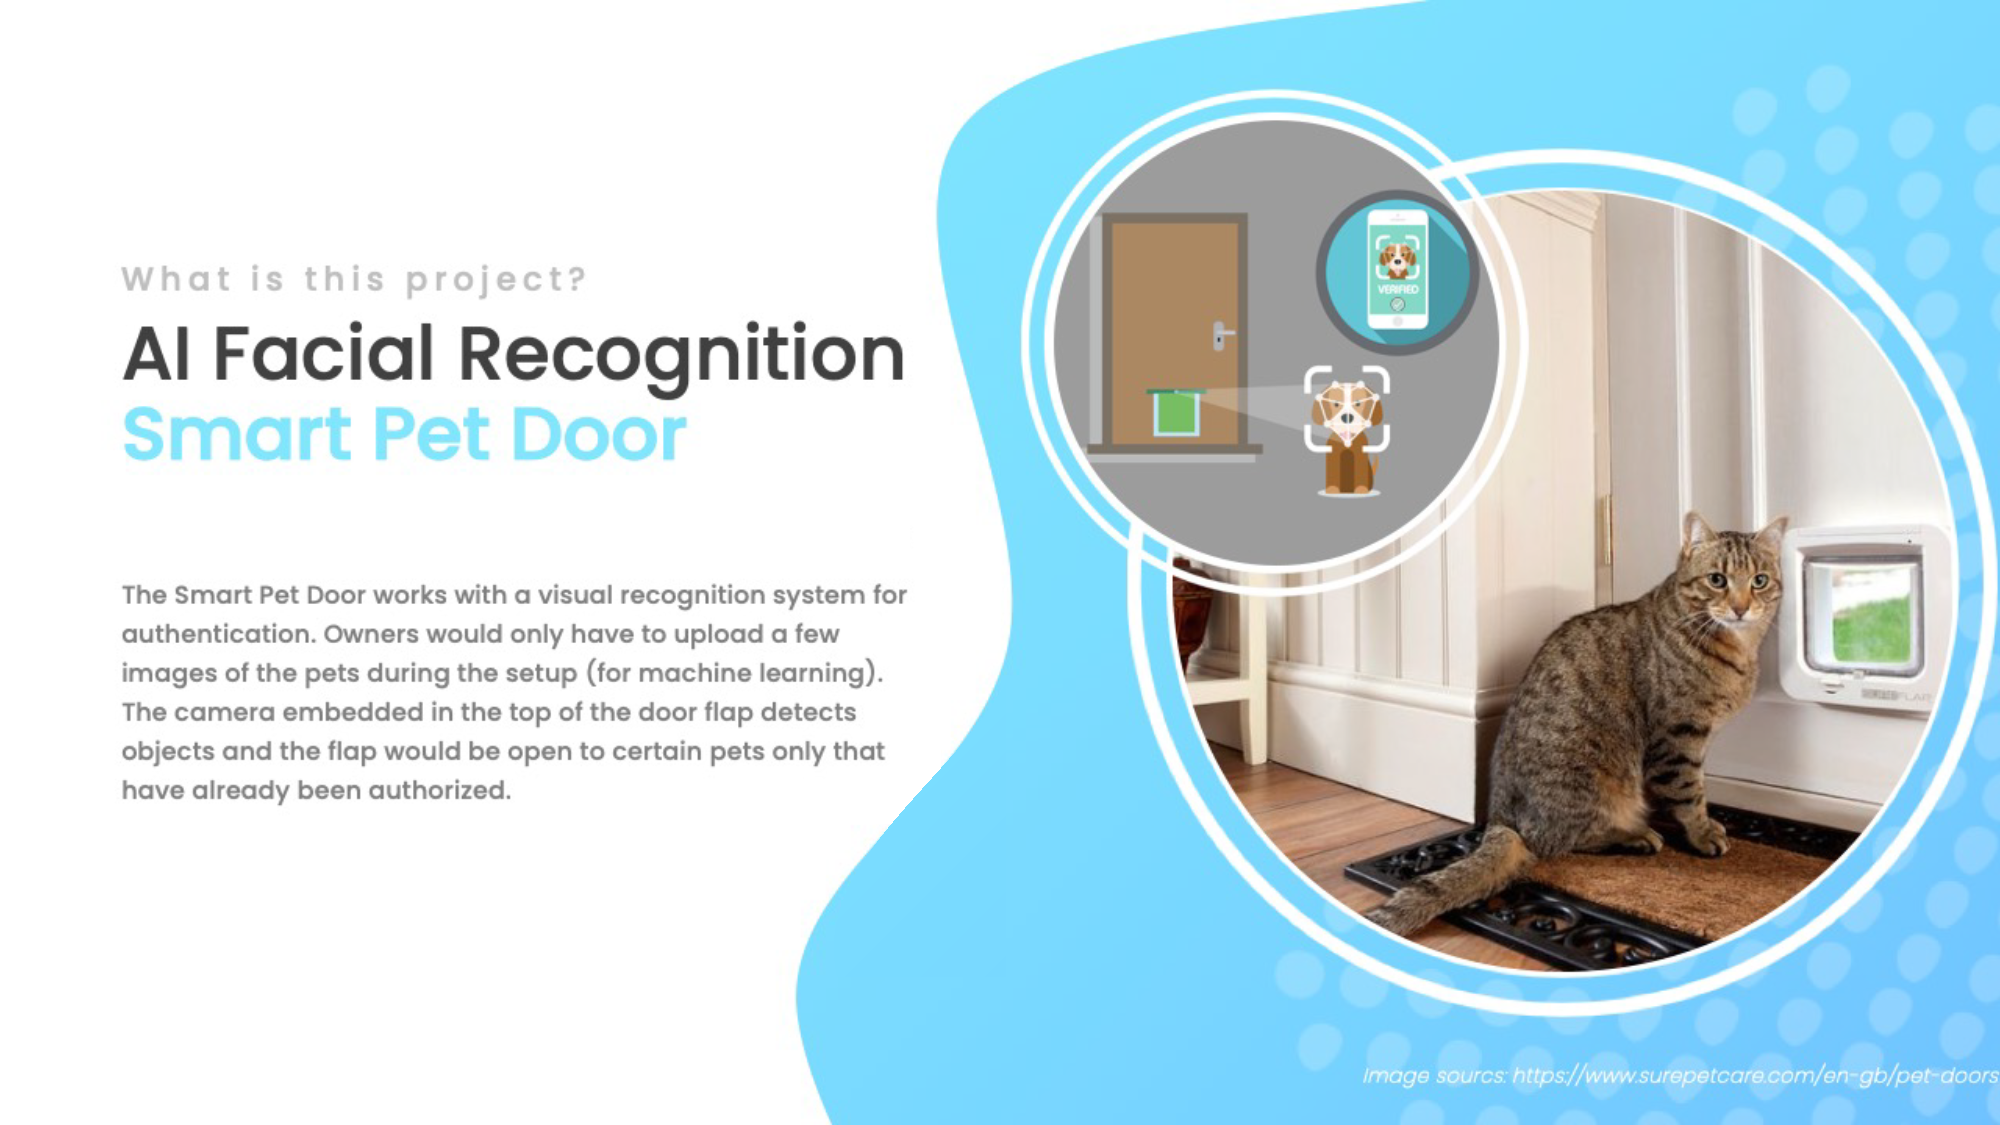 What is this project?
AI Facial Recognition
Smart Pet Door
The Smart Pet Door works with a visual recognition system for
authentication. Owners would only have to upload a few
images of the pets during the setup (for machine learning).
The camera embedded in the top of the door flap detects
objects and the flap would be open to certain pets only that
have already been authorized.
VERIFIED
SUREFLAP
Image sourcs: https://www.surepetcare.com/en-gb/pet-doors